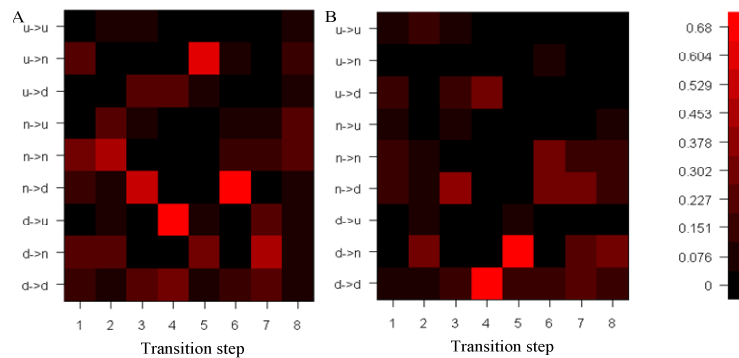 A
B
u->u
u->n
u->d
n->u
n->n
n->d
d->u
d->n
d->d
u->u
u->n
u->d
n->u
n->n
n->d
d->u
d->n
d->d
0.68
0.604
0.529
0.453
0.378
0.302
0.227
0.151
0.076
0
1 2 3 4 5 6 7 8
1 2 3 4 5 6 7 8
Transition step
Transition step